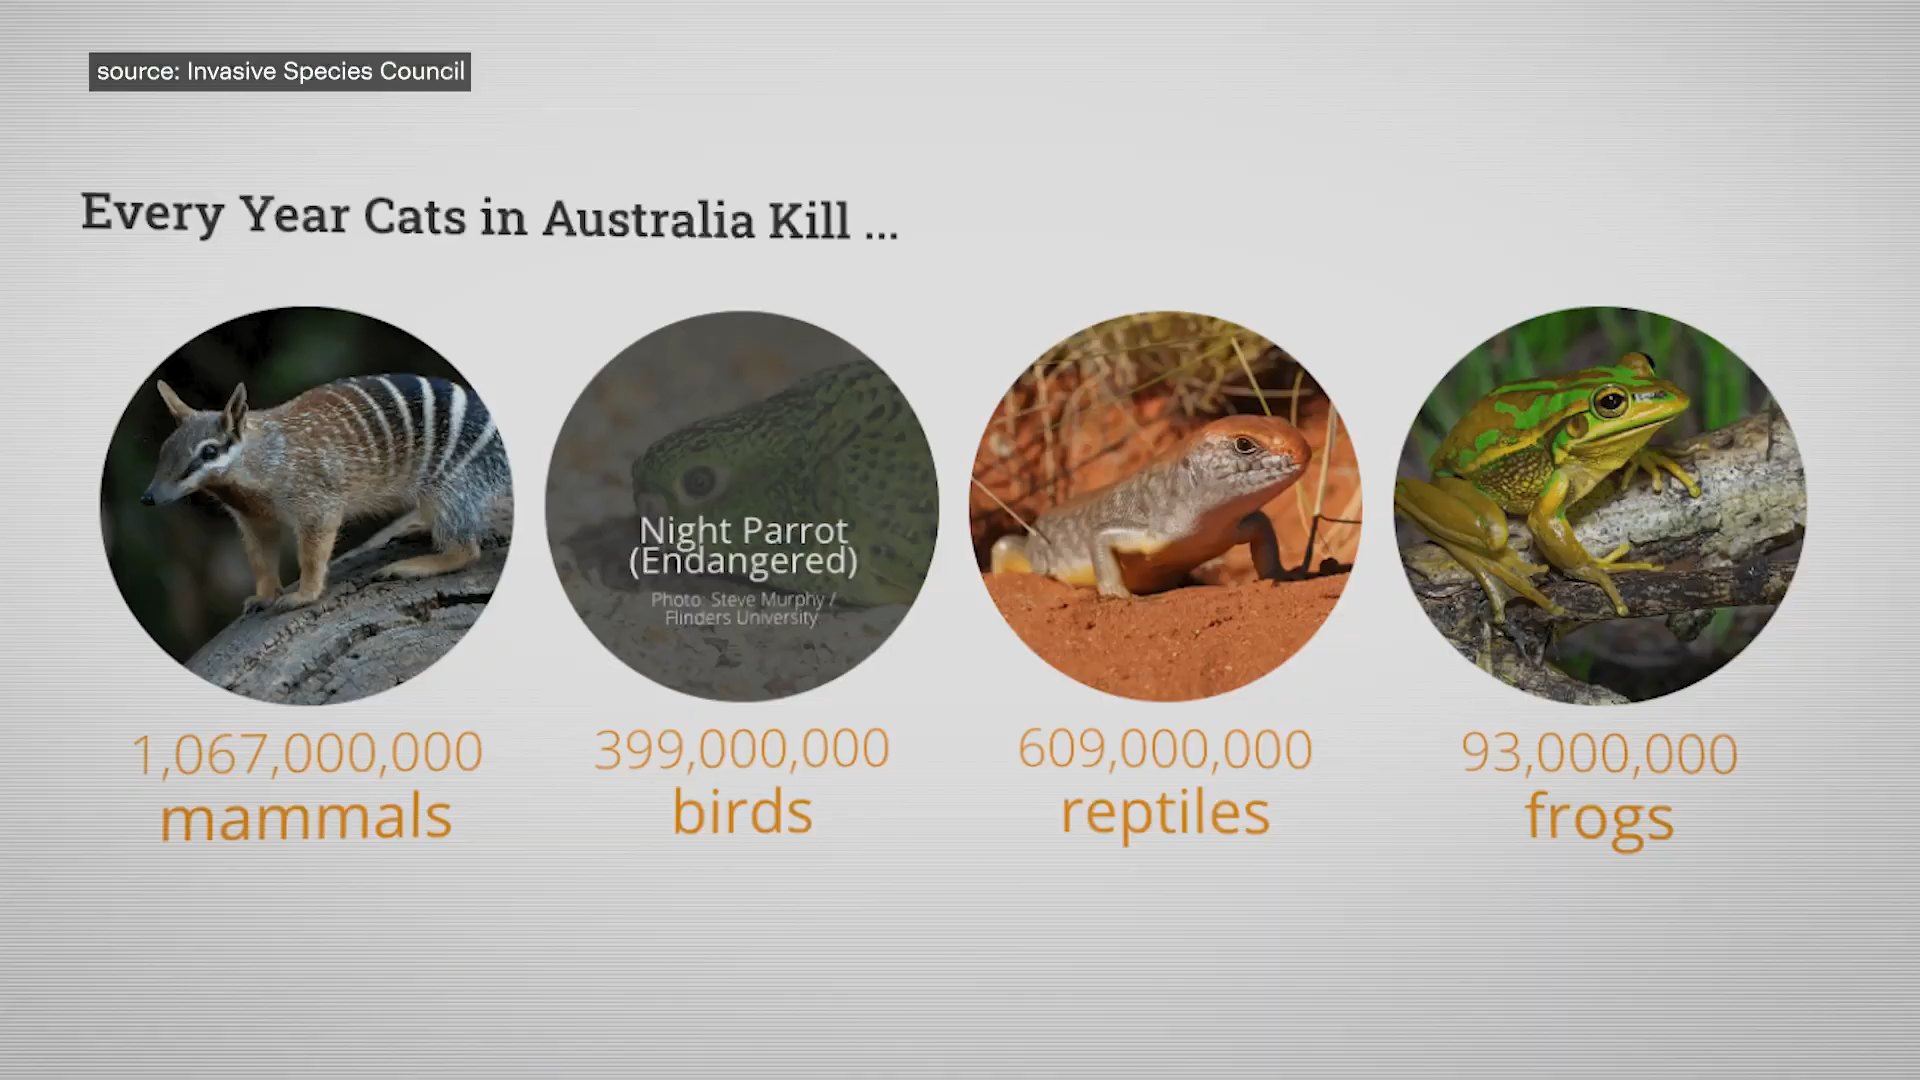 source: Invasive Species Council
Every Year Cats in Australia Kill ...
Night Parrot
(Endangered)
Photo: Steve Murphy /
Flinders University
1,067,000,000
mammals
399,000,000
birds
609,000,000
reptiles
93,000,000
frogs